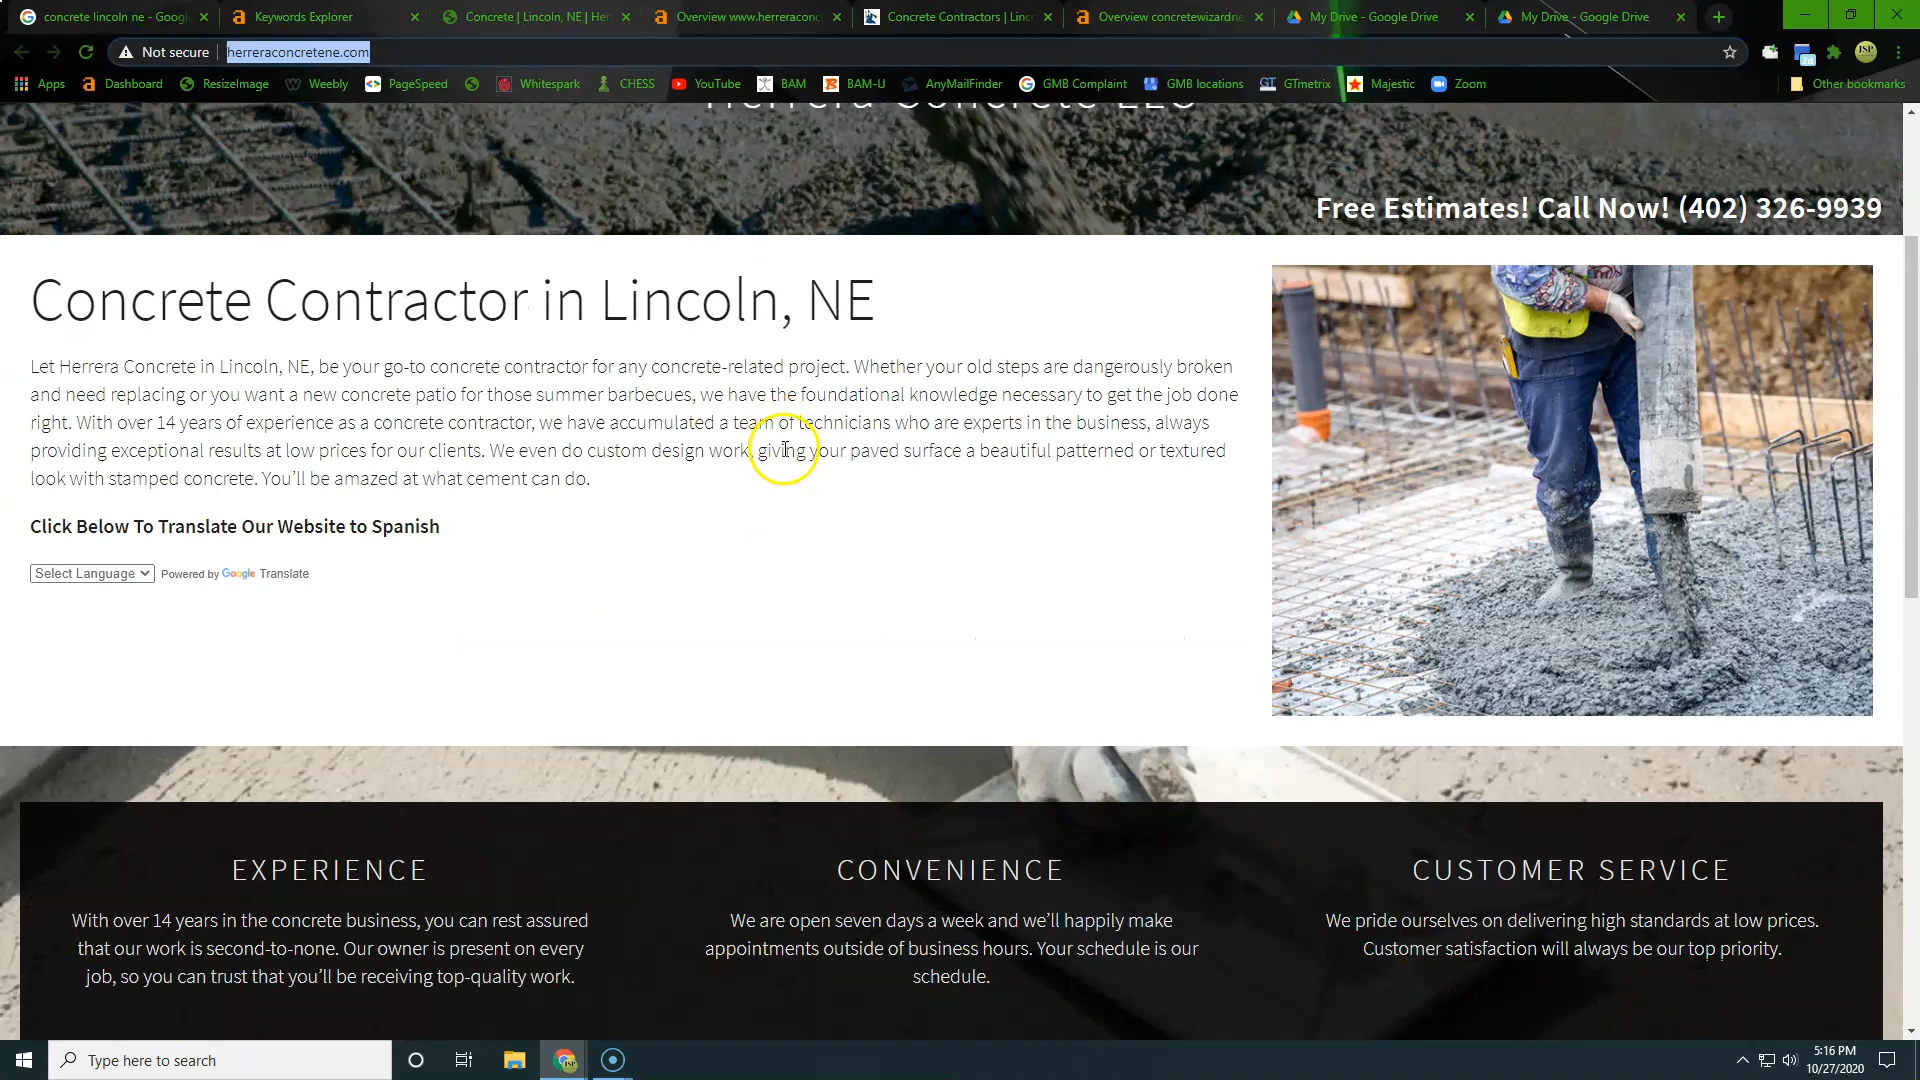 concrete lincoln ne - Goog
Keywords Explorer
Concrete | Lincoln, NE | Her
Overview www.herreraconc
Concrete Contractors | Linc
Overview concretewizardne
My Drive - Google Drive
My Drive - Google Drive
Not secure
herreraconcretene.com
Apps
Dashboard
ResizeImage
Weebly
PageSpeed
Whitespark
CHESS
YouTube
BAM
BAM-U
AnyMailFinder
GMB Complaint
GMB locations
GTmetrix
Majestic
Zoom
Other bookmarks
Herrera Concrete LLC
Free Estimates! Call Now! (402) 326-9939
Concrete Contractor in Lincoln, NE
Let Herrera Concrete in Lincoln, NE, be your go-to concrete contractor for any concrete-related project. Whether your old steps are dangerously broken
and need replacing or you want a new concrete patio for those summer barbecues, we have the foundational knowledge necessary to get the job done
right. With over 14 years of experience as a concrete contractor, we have accumulated a team of technicians who are experts in the business, always
providing exceptional results at low prices for our clients. We even do custom design work, giving your paved surface a beautiful patterned or textured
look with stamped concrete. You’ll be amazed at what cement can do.
Click Below To Translate Our Website to Spanish
Select Language
Powered by Google Translate
EXPERIENCE
With over 14 years in the concrete business, you can rest assured
that our work is second-to-none. Our owner is present on every
job, so you can trust that you’ll be receiving top-quality work.
CONVENIENCE
We are open seven days a week and we’ll happily make
appointments outside of business hours. Your schedule is our
schedule.
CUSTOMER SERVICE
We pride ourselves on delivering high standards at low prices.
Customer satisfaction will always be our top priority.
Type here to search
5:16 PM
10/27/2020